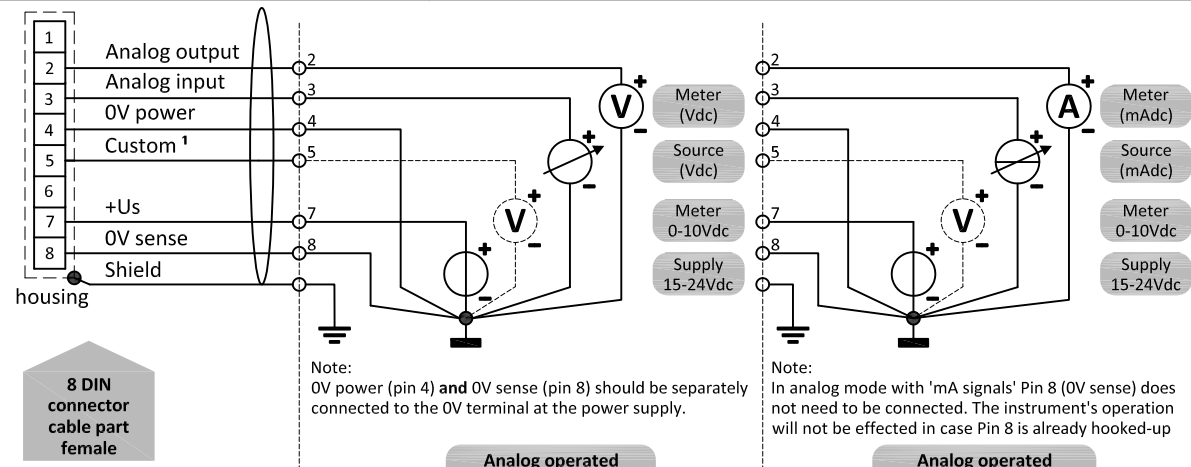 1
2
3
4
5
6
7
8
Analog output
Analog input
0V power
Custom ¹
+Us
0V sense
Shield
housing
8 DIN
connector
cable part
female
2
3
4
5
7
8
V
+
−
+
−
V
+
−
+
−
Meter
(Vdc)
Source
(Vdc)
Meter
0-10Vdc
Supply
15-24Vdc
Note:
0V power (pin 4) and 0V sense (pin 8) should be separately
connected to the 0V terminal at the power supply.
Analog operated
2
3
4
5
7
8
A
+
−
+
−
V
+
−
+
−
Meter
(mAdc)
Source
(mAdc)
Meter
0-10Vdc
Supply
15-24Vdc
Note:
In analog mode with 'mA signals' Pin 8 (0V sense) does
not need to be connected. The instrument's operation
will not be effected in case Pin 8 is already hooked-up
Analog operated